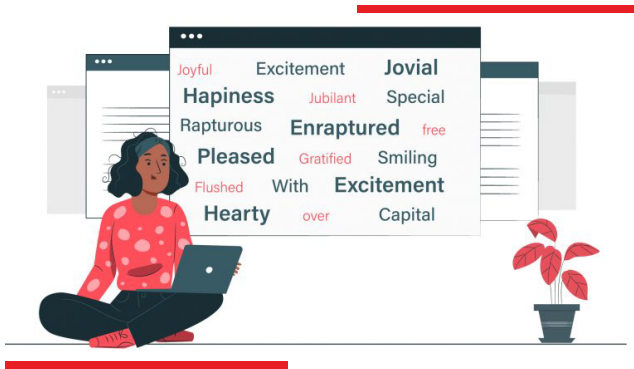 Joyful Excitement Jovial
Hapiness Jubilant Special
Rapturous Enraptured free
Pleased Gratified Smiling
Flushed With Excitement
Hearty over Capital